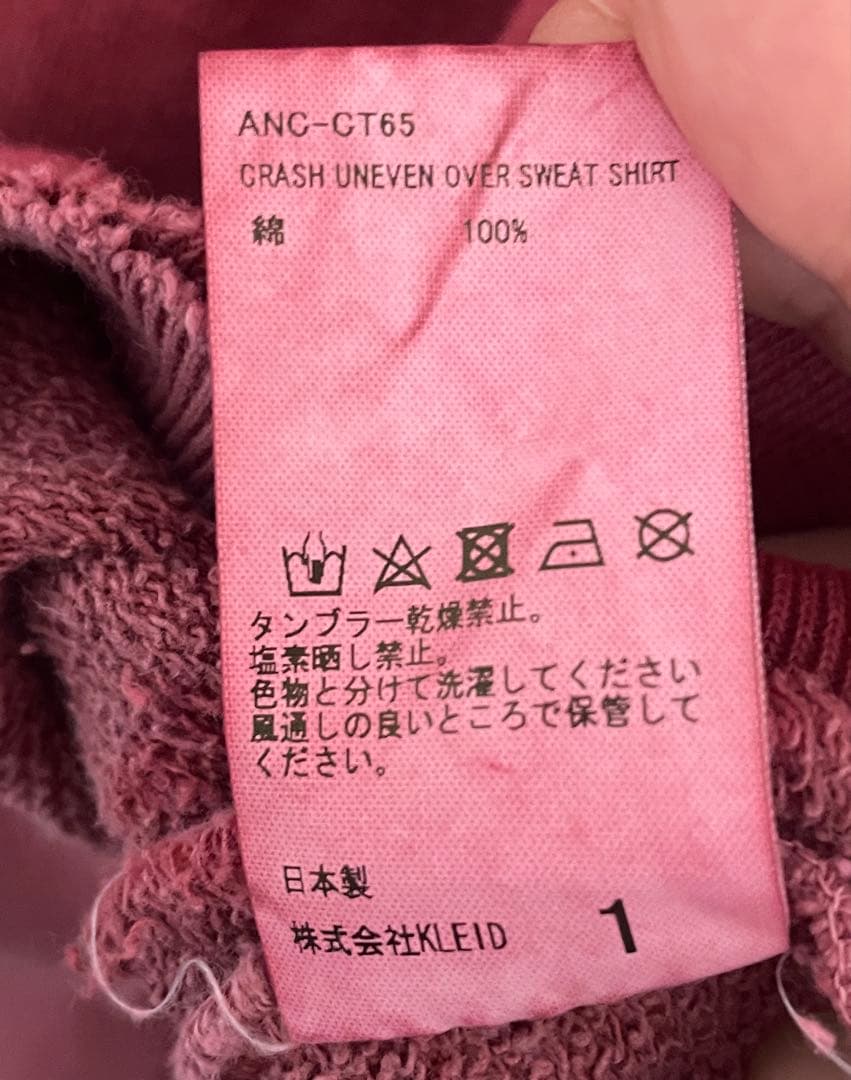 ANC-CT65
CRASH UNEVEN OVER SWEAT SHIRT
綿 100%
タンブラー乾燥禁止。
塩素晒し禁止。
色物と分けて洗濯してください
風通しの良いところで保管して
ください。
日本製
株式会社KLEID 1